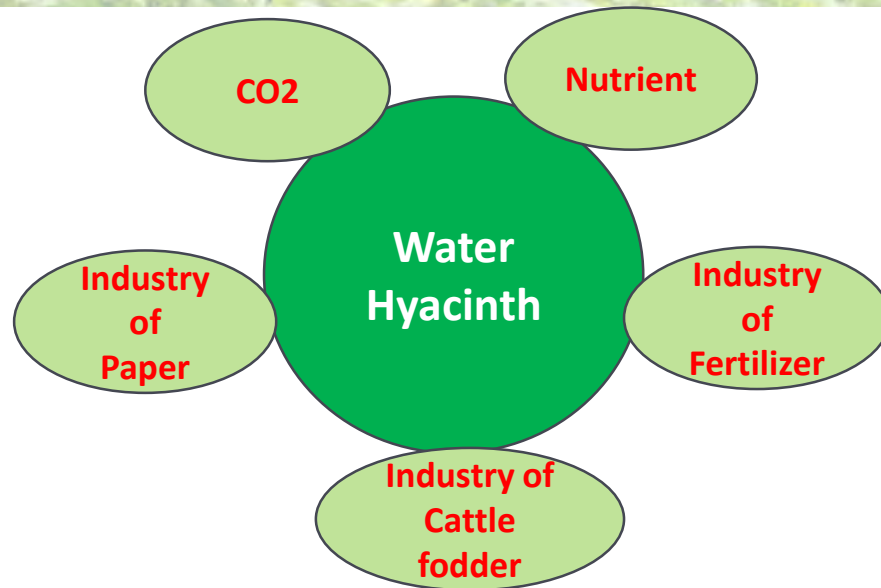 CO2
Nutrient
Water
Hyacinth
Industry
of
Paper
Industry
of
Fertilizer
Industry of
Cattle
fodder